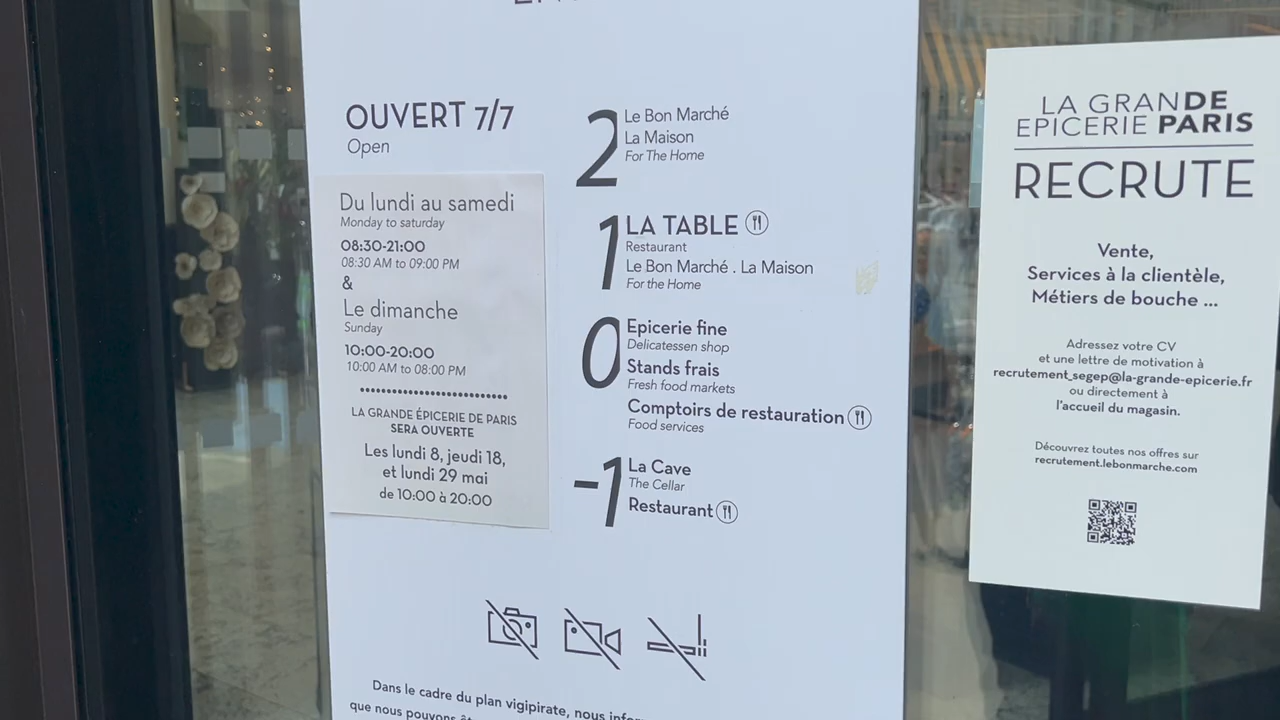 OUVERT 7/7
Open
Du lundi au samedi
Monday to saturday
08:30-21:00
08:30 AM to 09:00 PM
&
Le dimanche
Sunday
10:00-20:00
10:00 AM to 08:00 PM
LA GRANDE ÉPICERIE DE PARIS
SERA OUVERTE
Les lundi 8, jeudi 18,
et lundi 29 mai
de 10:00 à 20:00
2
Le Bon Marché
La Maison
For The Home
1
LA TABLE
Restaurant
Le Bon Marché . La Maison
For the Home
0
Epicerie fine
Delicatessen shop
Stands frais
Fresh food markets
Comptoirs de restauration
Food services
-1
La Cave
The Cellar
Restaurant
Dans le cadre du plan vigipirate, nous
que nous pouvons
LA GRANDE
EPICERIE PARIS
RECRUTE
Vente,
Services à la clientèle,
Métiers de bouche ...
Adressez votre CV
et une lettre de motivation à
recrutement_segep@la-grande-epicerie.fr
ou directement à
l'accueil du magasin.
Découvrez toutes nos offres sur
recrutement.lebonmarche.com